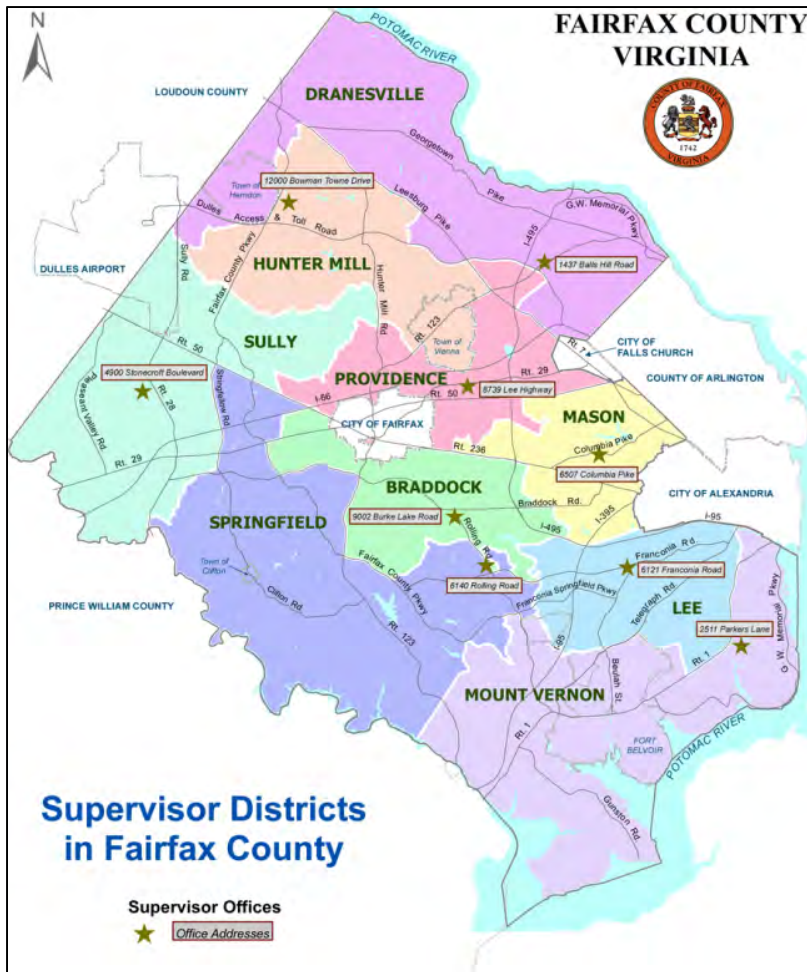 N
POTOMAC RIVER
FAIRFAX COUNTY
VIRGINIA
COUNTY OF FAIRFAX
1742
VIRGINIA
LOUDOUN COUNTY
DRANESVILLE
Georgetown
Pike
12000 Bowman Towne Drive
Town of
Herndon
Leesburg
Pike
G.W. Memorial Pkwy
I-495
Dulles Access & Toll Road
Fairfax County Pkwy
Sully Rd
HUNTER MILL
Hunter Mill Rd
1437 Balls Hill Road
DULLES AIRPORT
Rt. 123
Town of
Vienna
Rt. 7
CITY OF
FALLS CHURCH
SULLY
Rt. 50
4900 Stonecroft Boulevard
Stringfellow Rd
Pleasant Valley Rd.
Rt. 28
PROVIDENCE
Rt. 29
Rt. 50
8739 Lee Highway
COUNTY OF ARLINGTON
I-66
CITY OF FAIRFAX
MASON
Columbia Pike
6507 Columbia Pike
Rt. 29
Rt. 236
BRADDOCK
Braddock Rd.
CITY OF ALEXANDRIA
I-395
I-95
SPRINGFIELD
9002 Burke Lake Road
Rolling Rd
I-495
Town of
Clifton
Fairfax County Pkwy
6140 Rolling Road
Franconia Rd.
6121 Franconia Road
Franconia Springfield Pkwy
Telegraph Rd.
G. W. Memorial Pkwy
PRINCE WILLIAM COUNTY
Clifton Rd.
Rt. 123
LEE
2511 Parkers Lane
I-95
MOUNT VERNON
Beulah St.
Rt. 1
Rt. 1
FORT
BELVOIR
POTOMAC RIVER
Gunston Rd.
Supervisor Districts
in Fairfax County
Supervisor Offices
Office Addresses